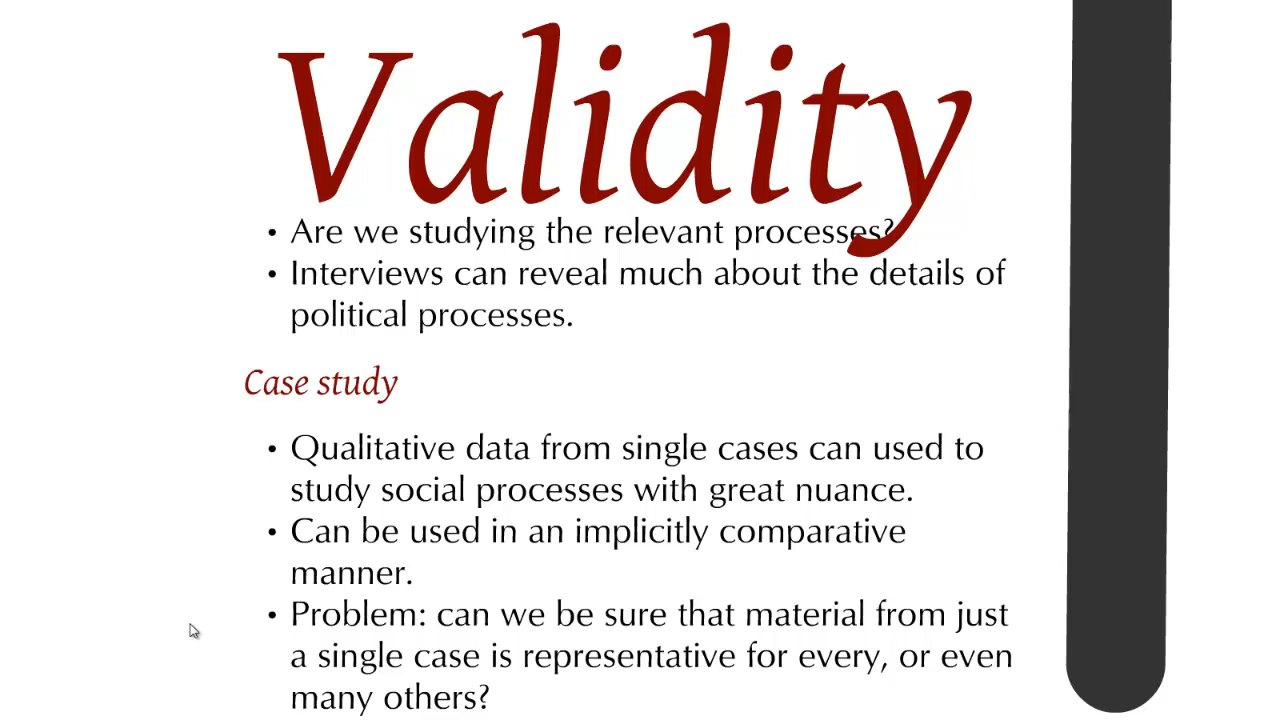 Validity
• Are we studying the relevant processes?
• Interviews can reveal much about the details of
political processes.
Case study
• Qualitative data from single cases can used to
study social processes with great nuance.
• Can be used in an implicitly comparative
manner.
• Problem: can we be sure that material from just
a single case is representative for every, or even
many others?